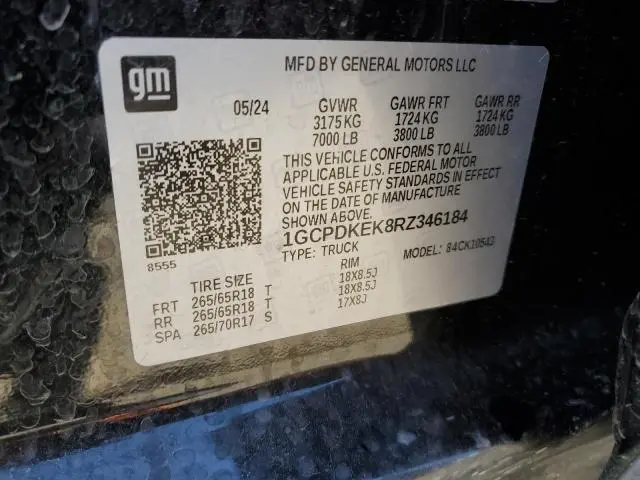 gm
MFD BY GENERAL MOTORS LLC
05/24 GVWR GAWR FRT GAWR RR
3175 KG 1724 KG 1724 KG
7000 LB 3800 LB 3800 LB
THIS VEHICLE CONFORMS TO ALL
APPLICABLE U.S. FEDERAL MOTOR
VEHICLE SAFETY STANDARDS IN EFFECT
ON THE DATE OF MANUFACTURE
SHOWN ABOVE.
1GCPDKEK8RZ346184
8555
TYPE: TRUCK MODEL: 84CK10543
TIRE SIZE RIM
FRT 265/65R18 T 18X8.5J
RR 265/65R18 T 18X8.5J
SPA 265/70R17 S 17X8J